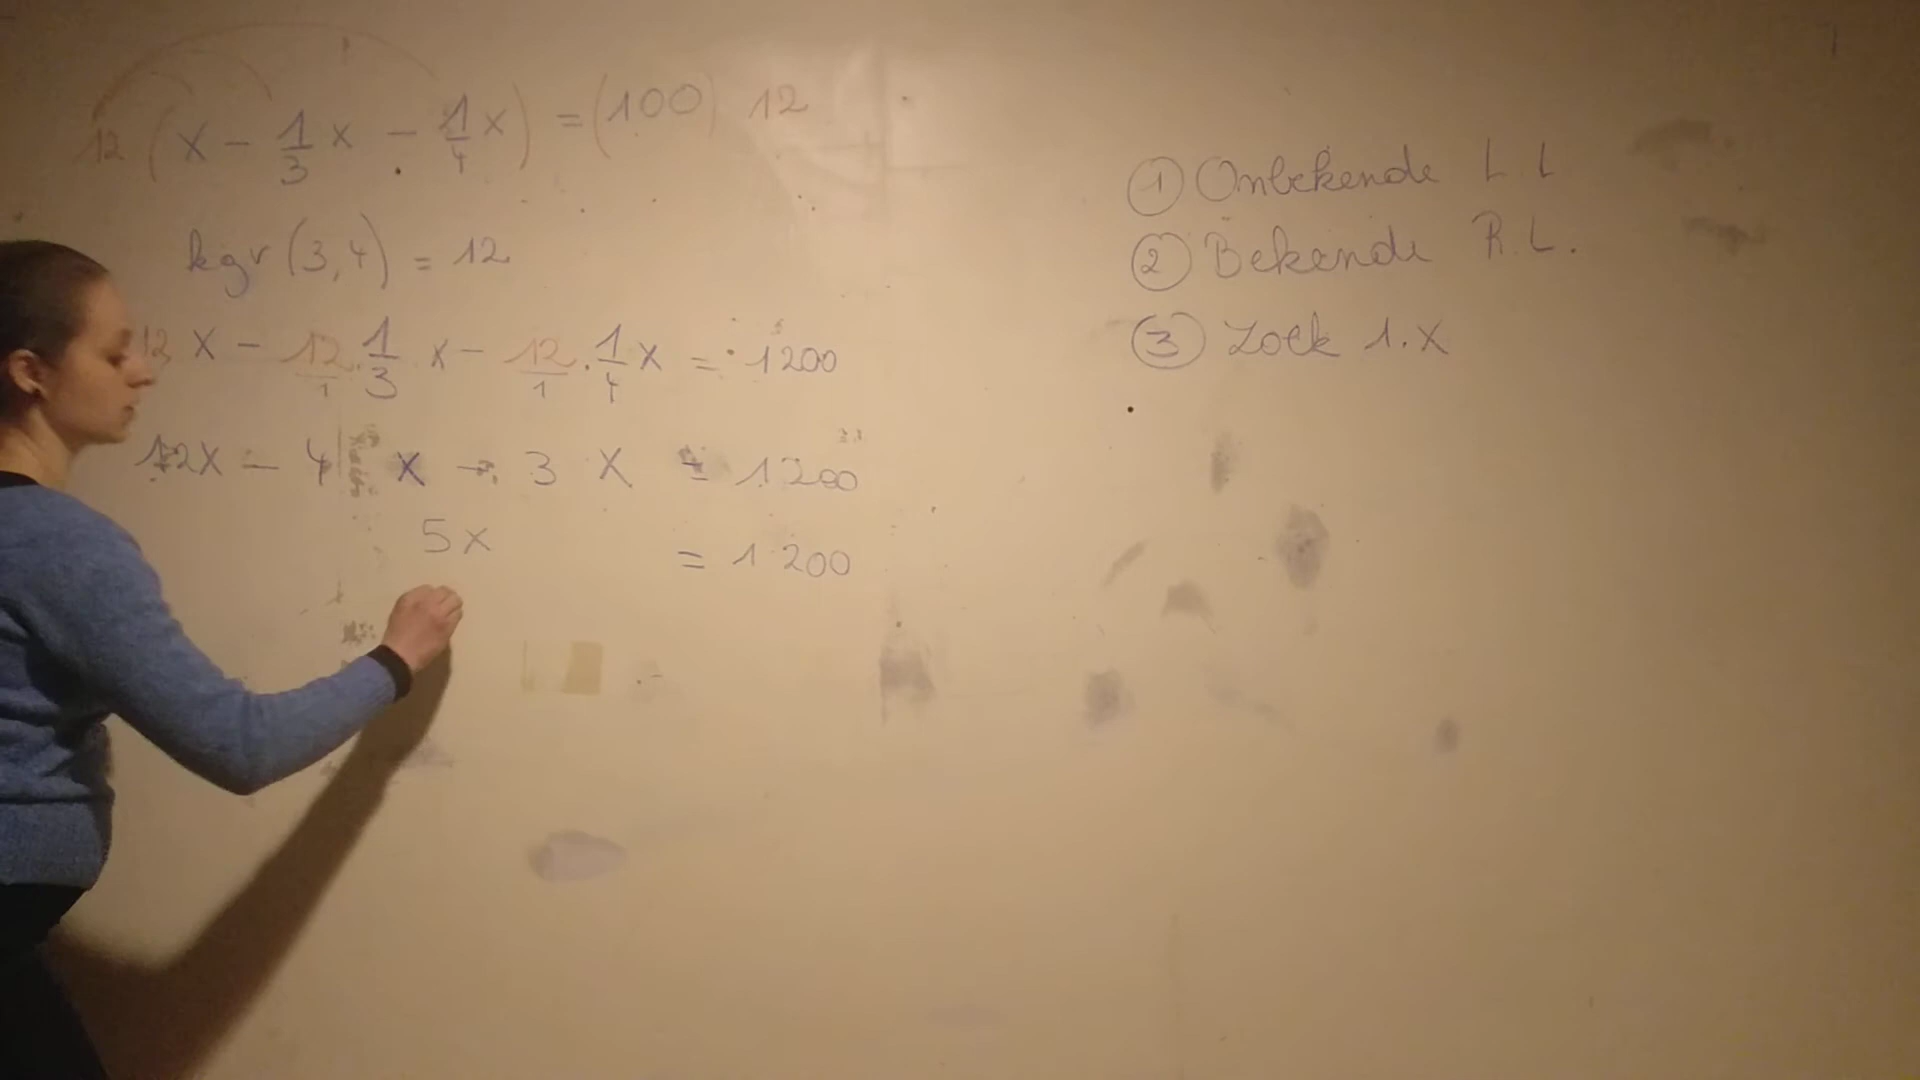 12 ( x - 1/3 x - 1/4 x ) = (100) 12
kgv (3,4) = 12
12 x - 12/1 . 1/3 x - 12/1 . 1/4 x = 1200
12x - 4 x - 3 x = 1200
5x = 1200
① Onbekende L L
② Bekende R.L.
③ Zoek 1.x